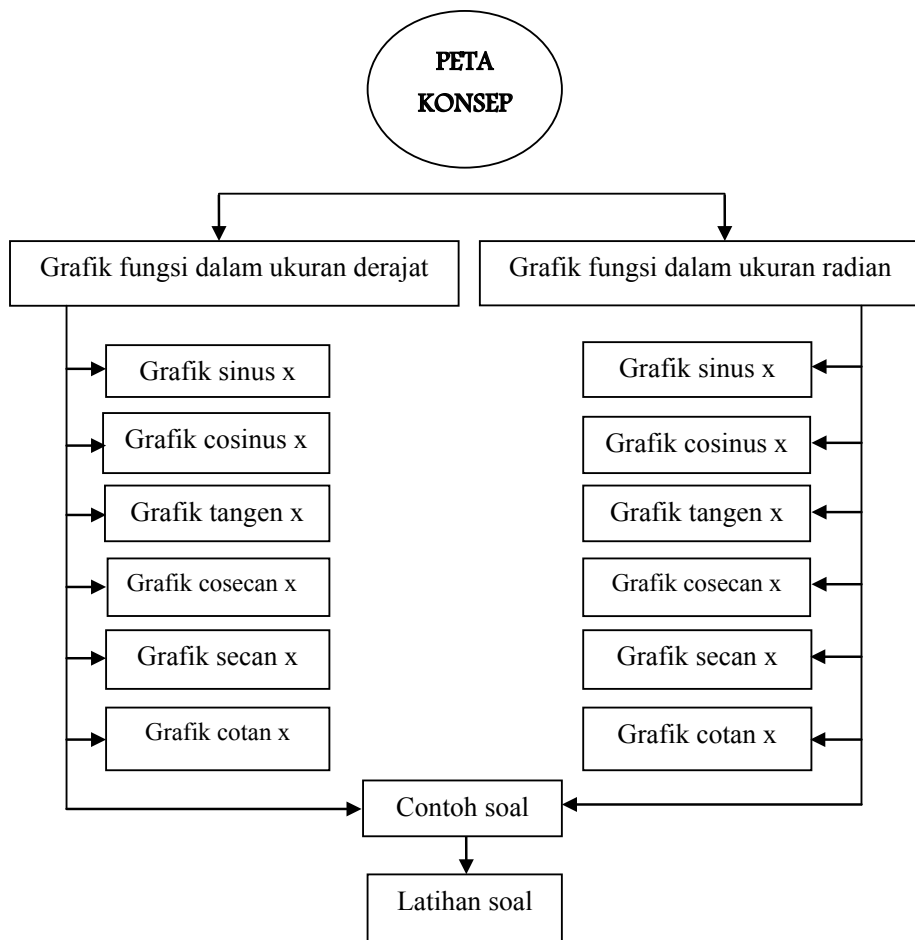 PETA
KONSEP
Grafik fungsi dalam ukuran derajat
Grafik fungsi dalam ukuran radian
Grafik sinus x
Grafik cosinus x
Grafik tangen x
Grafik cosecan x
Grafik secan x
Grafik cotan x
Grafik sinus x
Grafik cosinus x
Grafik tangen x
Grafik cosecan x
Grafik secan x
Grafik cotan x
Contoh soal
Latihan soal